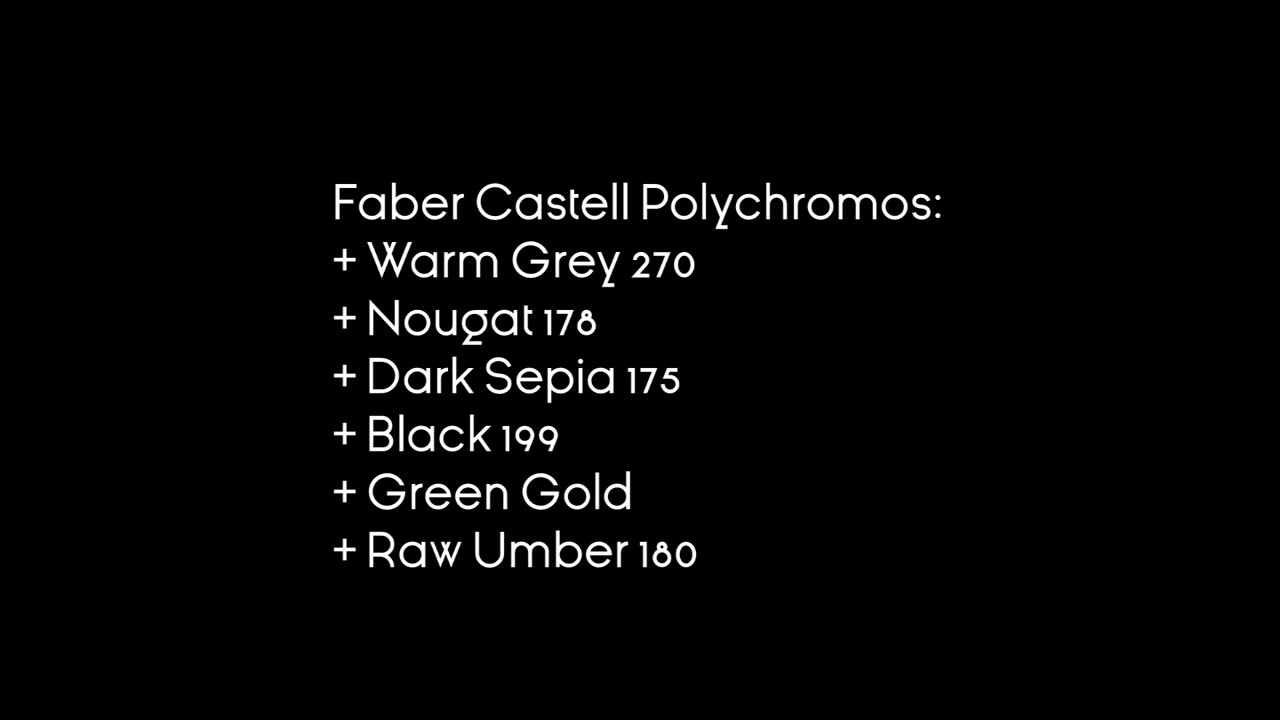 Faber Castell Polychromos:
+ Warm Grey 270
+ Nougat 178
+ Dark Sepia 175
+ Black 199
+ Green Gold
+ Raw Umber 180